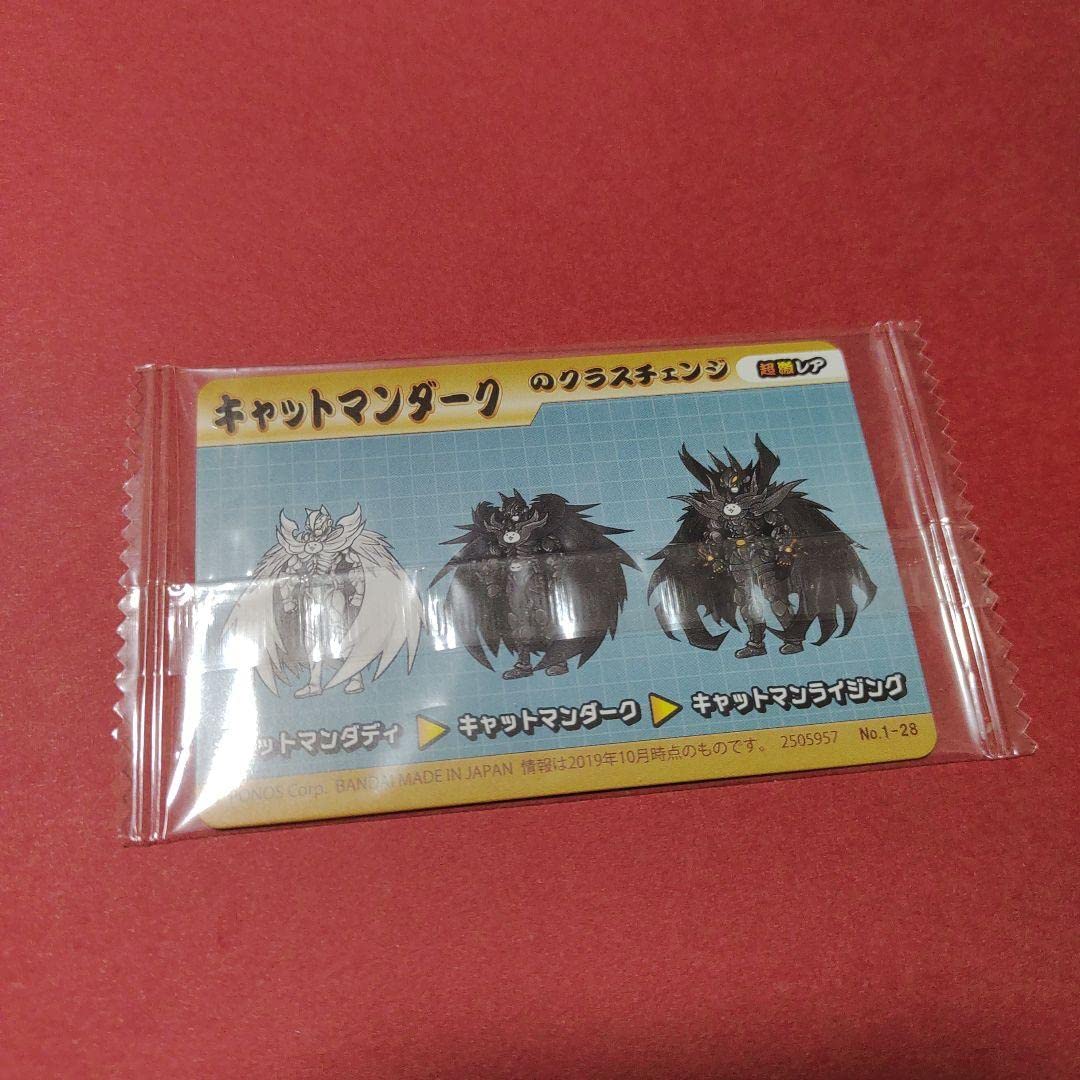 キャットマンダーク のクラスチェンジ 超激レア
ットマンダディ キャットマンダーク キャットマンライジング
PONOS Corp. BANDAI MADE IN JAPAN 情報は2019年10月時点のものです。 2505957 No.1-28